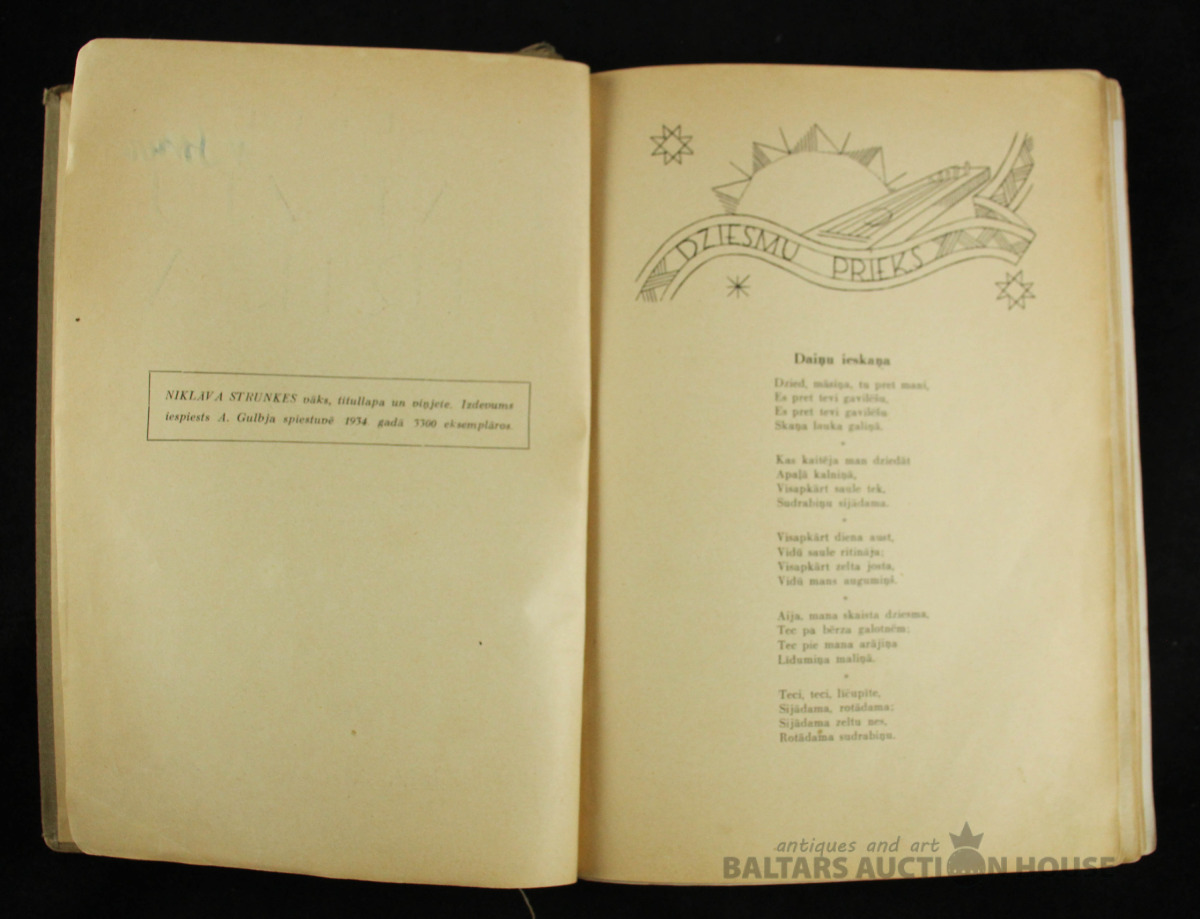 NIKLAVA STRUNKES vāks, titullapa un viņjete. Izdevums
iespiests A. Gulbja spiestuvē 1934. gadā 3300 eksemplāros.
DZIESMU PRIEKS
Daiņu ieskaņa
Dzied, māsiņa, tu pret mani,
Es pret tevi gavilēšu,
Es pret tevi gavilēšu
Skaņa lauka galiņā.
*
Kas kaitēja man dziedāt
Apaļā kalniņā,
Visapkārt saule tek,
Sudrabiņu sijādama.
*
Visapkārt diena aust,
Vidū saule ritināja;
Visapkārt zelta josta,
Vidū mans augumiņš.
*
Aija, mana skaista dziesma,
Tec pa bērza galotnēm;
Tec pie mana arājiņa
Līdumiņa maliņā.
*
Teci, teci, līcupīte,
Sijādama, rotādama;
Sijādama zeltu nes,
Rotādama sudrabiņu.
antiques and art
BALTARS AUCTION HOUSE